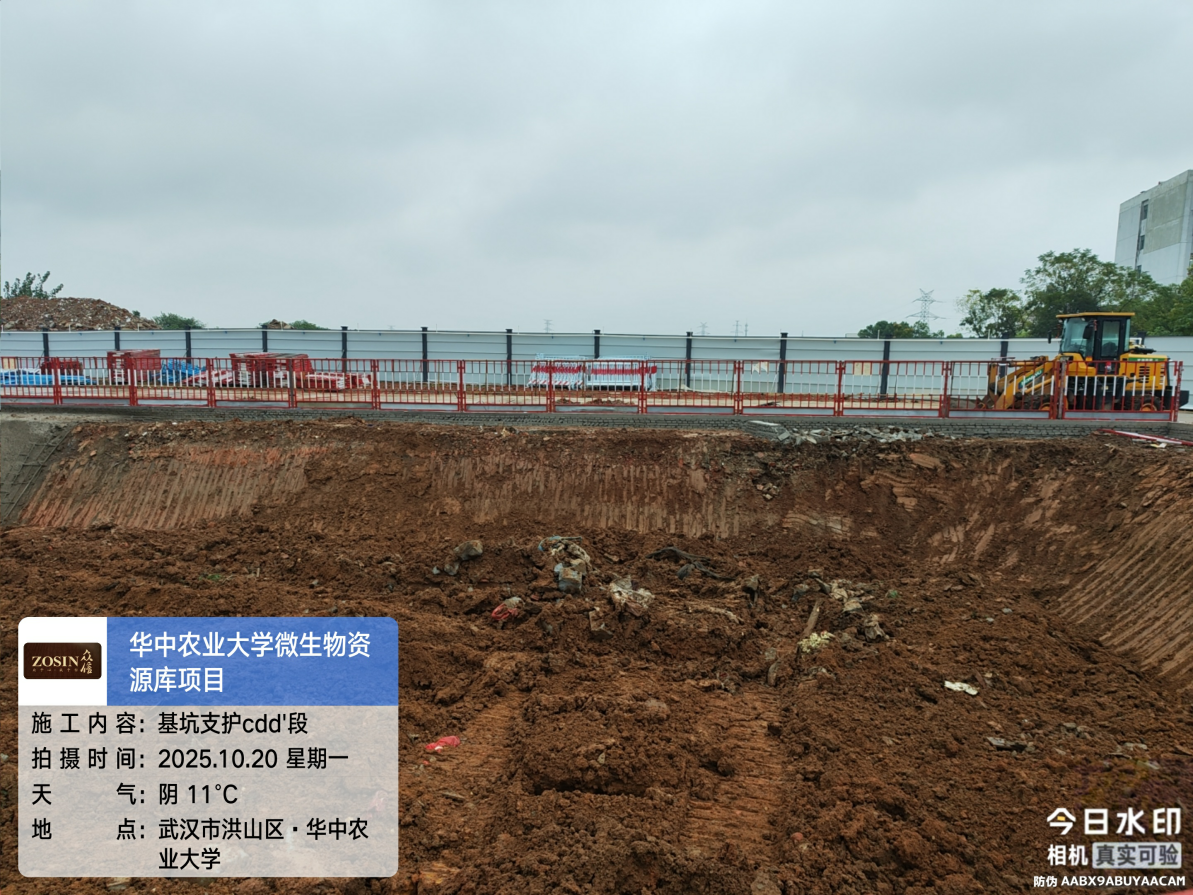 ZOSIN 众信
华中农业大学微生物资
源库项目
施工内容：基坑支护cdd'段
拍摄时间：2025.10.20 星期一
天气：阴 11°C
地点：武汉市洪山区·华中农
业大学
今日水印
相机 真实可验
防伪 AABX9ABUYAACAM